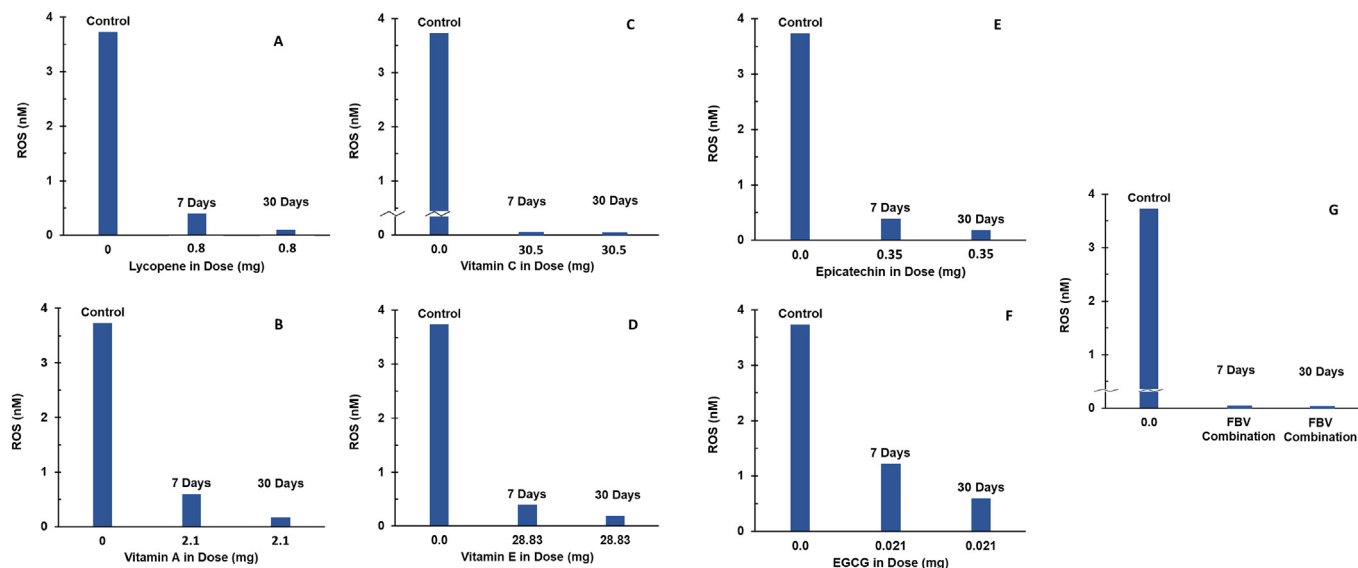 A
ROS (nM)
4
3
2
1
0
Control
7 Days
30 Days
0
0.8
0.8
Lycopene in Dose (mg)
B
ROS (nM)
4
3
2
1
0
Control
7 Days
30 Days
0
2.1
2.1
Vitamin A in Dose (mg)
C
ROS (nM)
4
3
2
1
0
Control
7 Days
30 Days
0.0
30.5
30.5
Vitamin C in Dose (mg)
D
ROS (nM)
4
3
2
1
0
Control
7 Days
30 Days
0.0
28.83
28.83
Vitamin E in Dose (mg)
E
ROS (nM)
4
3
2
1
0
Control
7 Days
30 Days
0.0
0.35
0.35
Epicatechin in Dose (mg)
F
ROS (nM)
4
3
2
1
0
Control
7 Days
30 Days
0.0
0.021
0.021
EGCG in Dose (mg)
G
ROS (nM)
4
3
2
1
0
Control
7 Days
30 Days
0.0
FBV
Combination
FBV
Combination